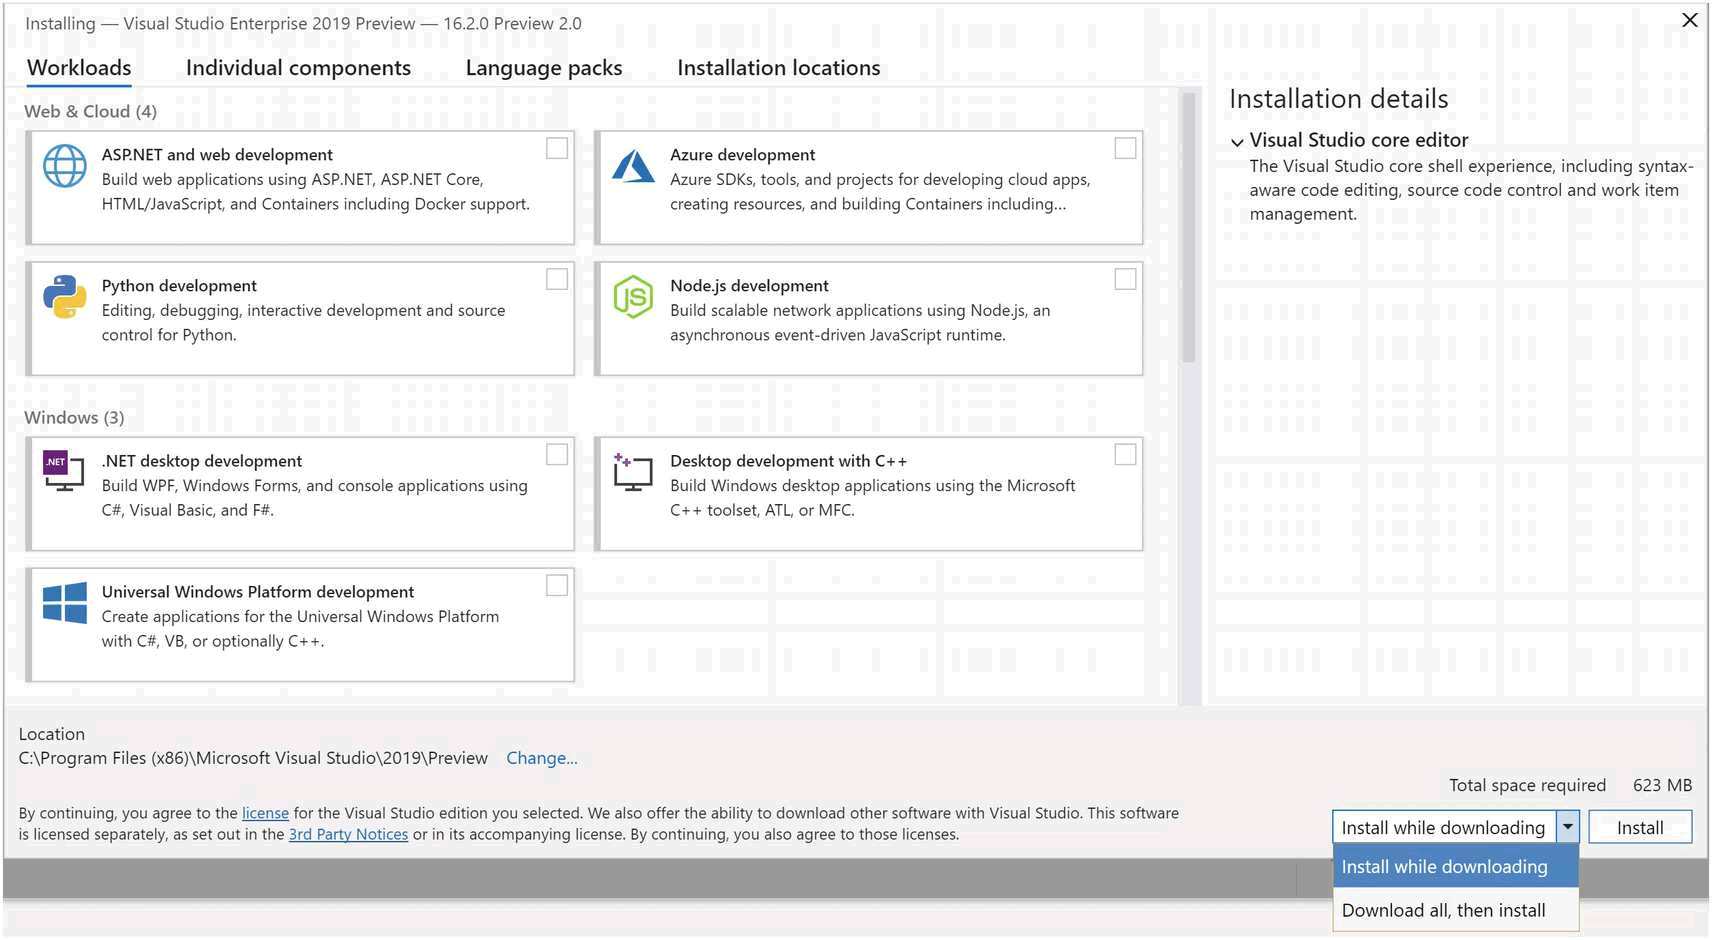 Installing — Visual Studio Enterprise 2019 Preview — 16.2.0 Preview 2.0
Workloads
Individual components
Language packs
Installation locations
Web & Cloud (4)
ASP.NET and web development
Build web applications using ASP.NET, ASP.NET Core,
HTML/JavaScript, and Containers including Docker support.
Azure development
Azure SDKs, tools, and projects for developing cloud apps,
creating resources, and building Containers including...
Python development
Editing, debugging, interactive development and source
control for Python.
JS
Node.js development
Build scalable network applications using Node.js, an
asynchronous event-driven JavaScript runtime.
Windows (3)
.NET
.NET desktop development
Build WPF, Windows Forms, and console applications using
C#, Visual Basic, and F#.
Desktop development with C++
Build Windows desktop applications using the Microsoft
C++ toolset, ATL, or MFC.
Universal Windows Platform development
Create applications for the Universal Windows Platform
with C#, VB, or optionally C++.
Installation details
Visual Studio core editor
The Visual Studio core shell experience, including syntax-
aware code editing, source code control and work item
management.
Location
C:\Program Files (x86)\Microsoft Visual Studio\2019\Preview Change...
Total space required 623 MB
By continuing, you agree to the license for the Visual Studio edition you selected. We also offer the ability to download other software with Visual Studio. This software
is licensed separately, as set out in the 3rd Party Notices or in its accompanying license. By continuing, you also agree to those licenses.
Install while downloading
Install
Install while downloading
Download all, then install